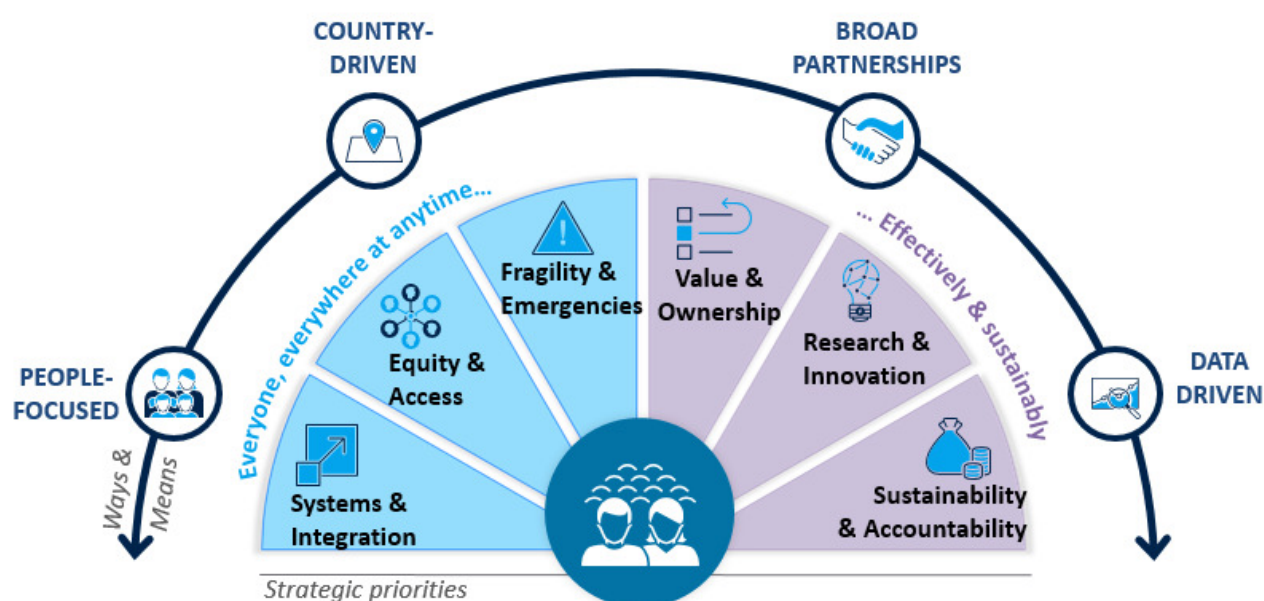 COUNTRY-
DRIVEN
BROAD
PARTNERSHIPS
PEOPLE-
FOCUSED
DATA
DRIVEN
Ways &
Means
Everyone, everywhere at anytime...
... Effectively & sustainably
Systems &
Integration
Equity &
Access
Fragility &
Emergencies
Value &
Ownership
Research &
Innovation
Sustainability
& Accountability
Strategic priorities